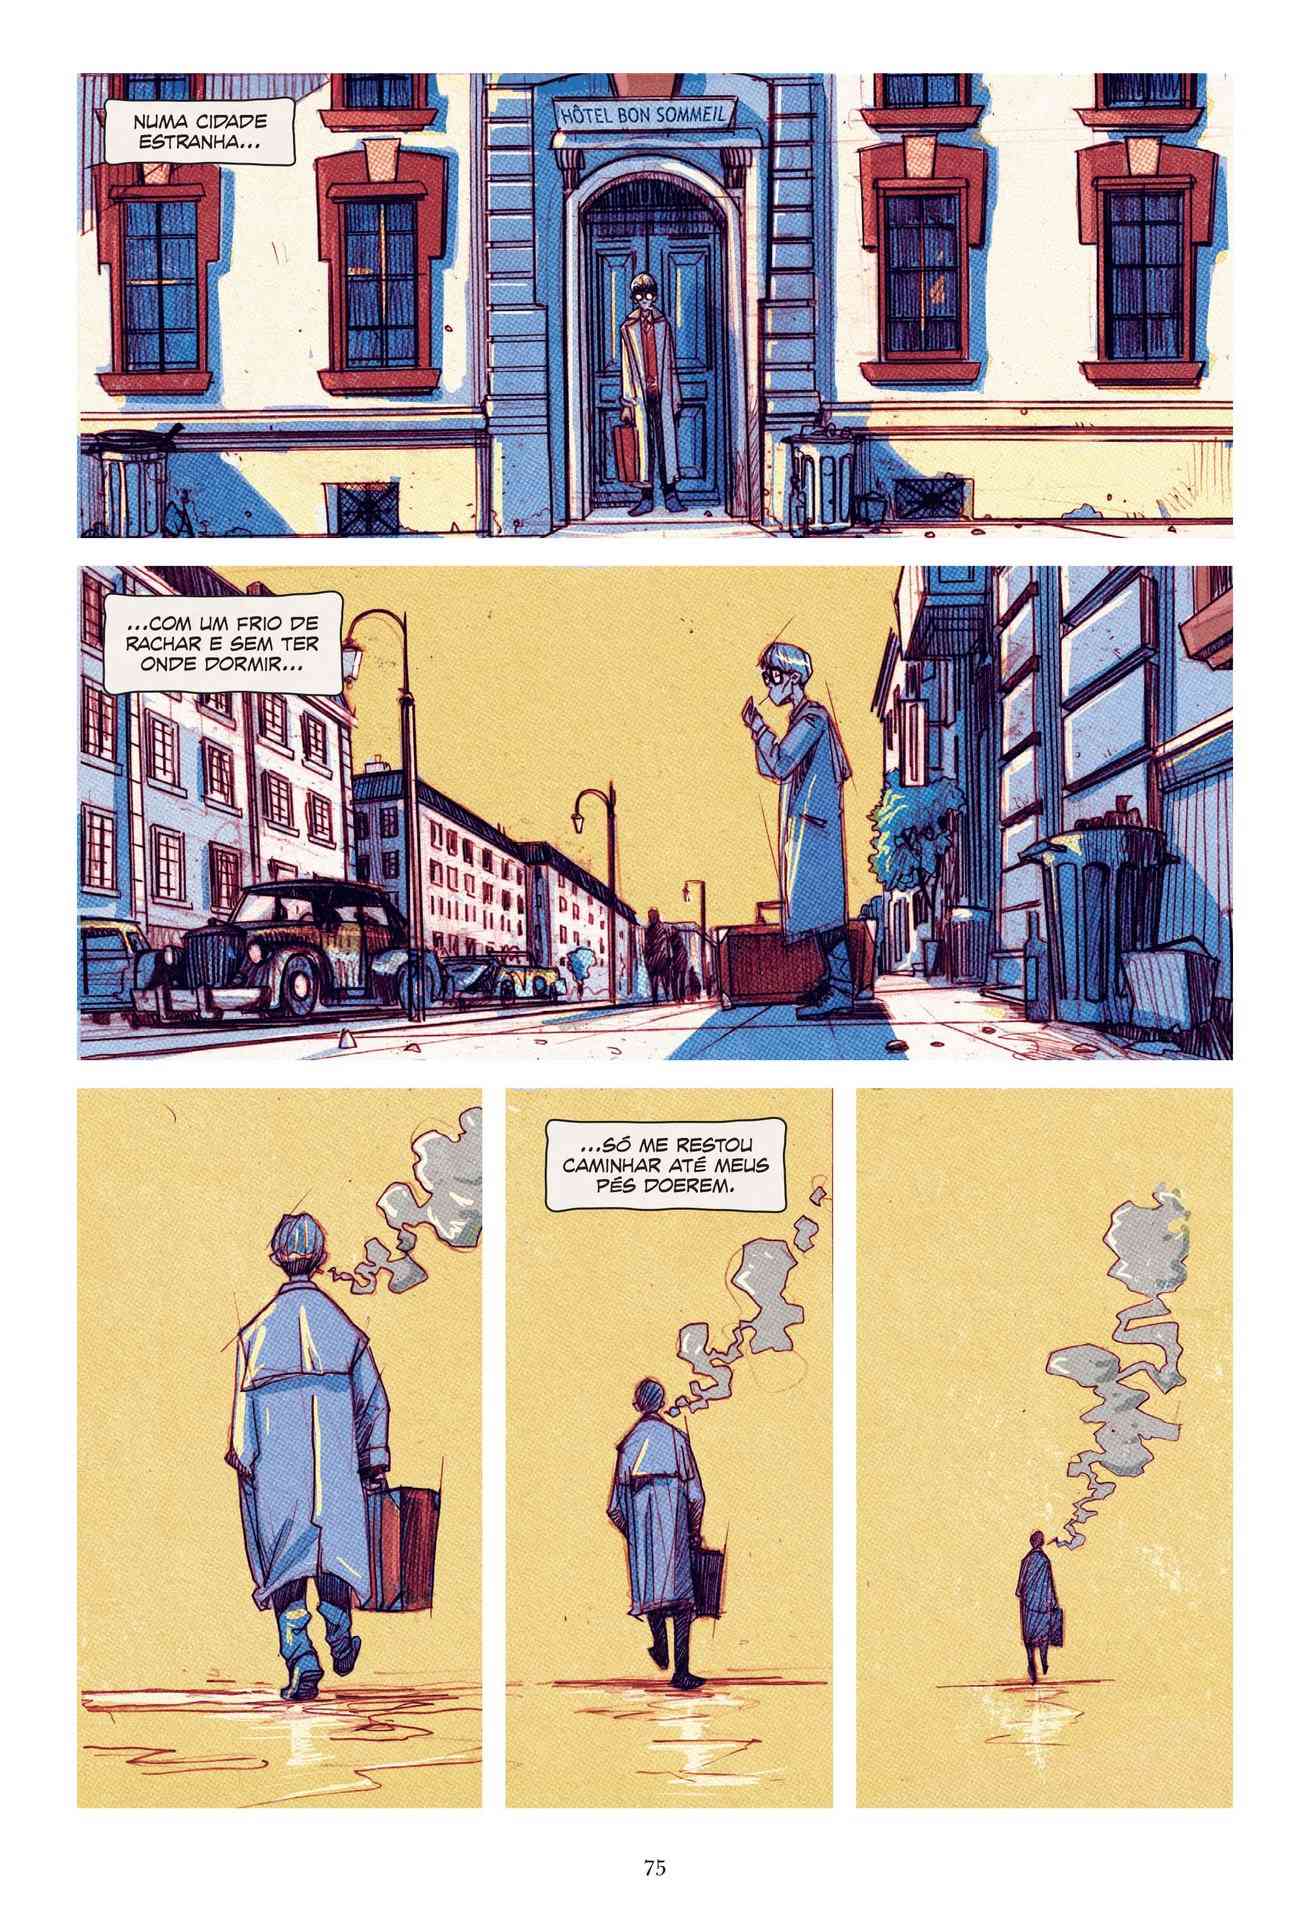 NUMA CIDADE
ESTRANHA...
HÔTEL BON SOMMEIL
...COM UM FRIO DE
RACHAR E SEM TER
ONDE DORMIR...
...SÓ ME RESTOU
CAMINHAR ATÉ MEUS
PÉS DOEREM.
75